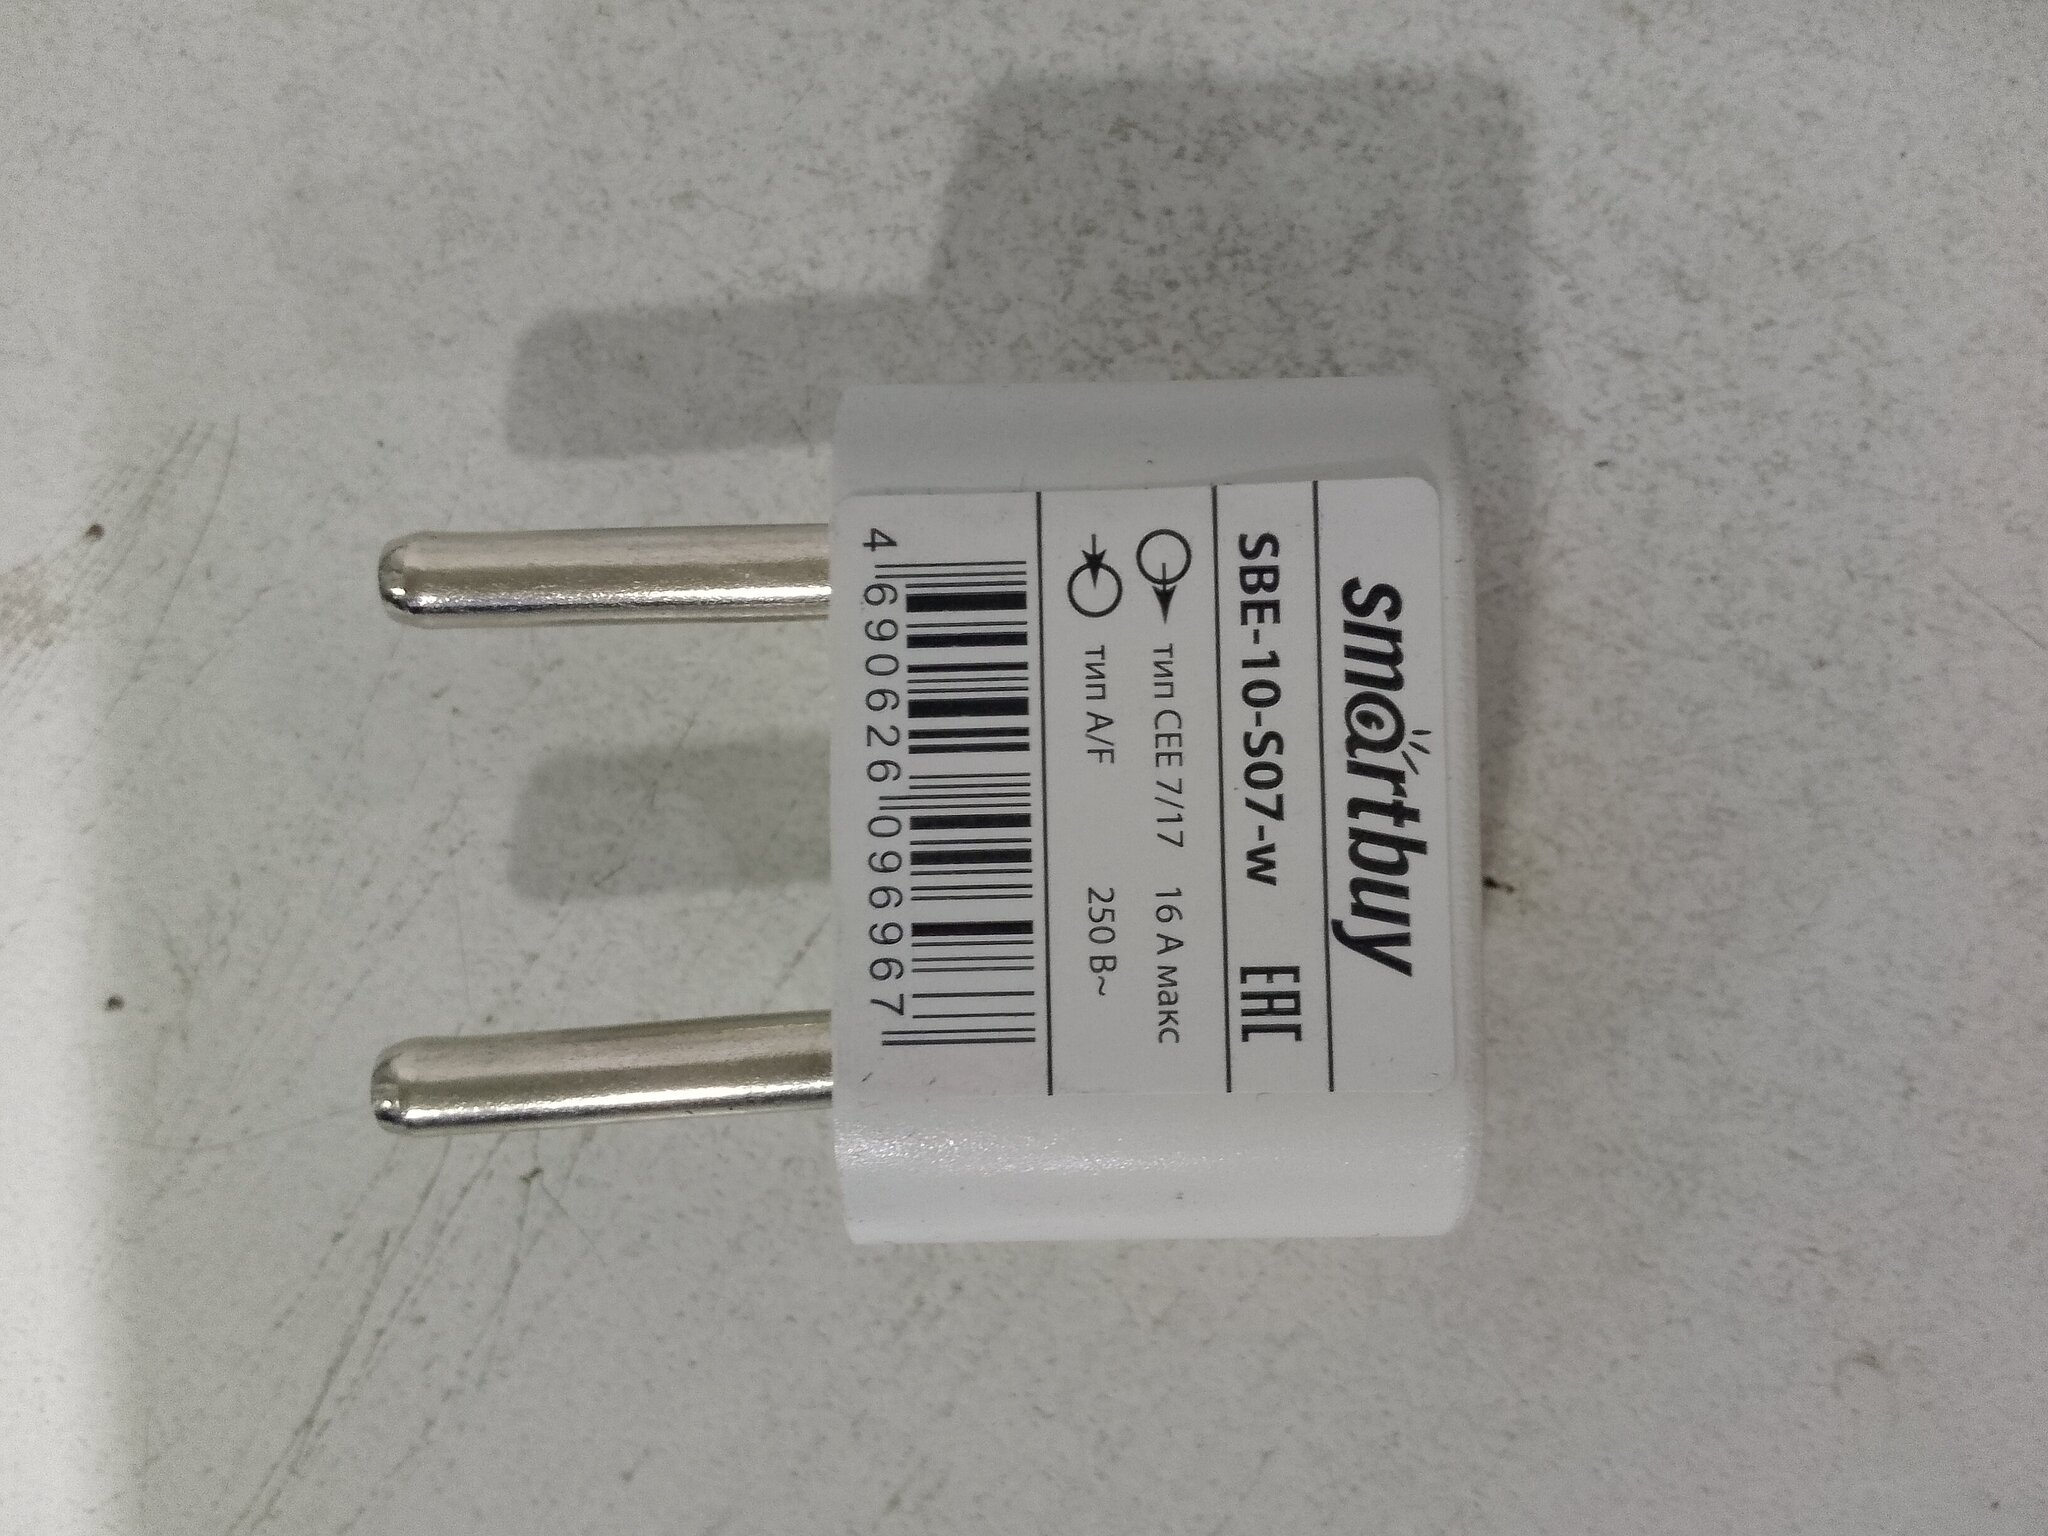 smartbuy
SBE-10-S07-w EAC
тип CEE 7/17 16 А макс
тип A/F 250 В~
4 690626 096967